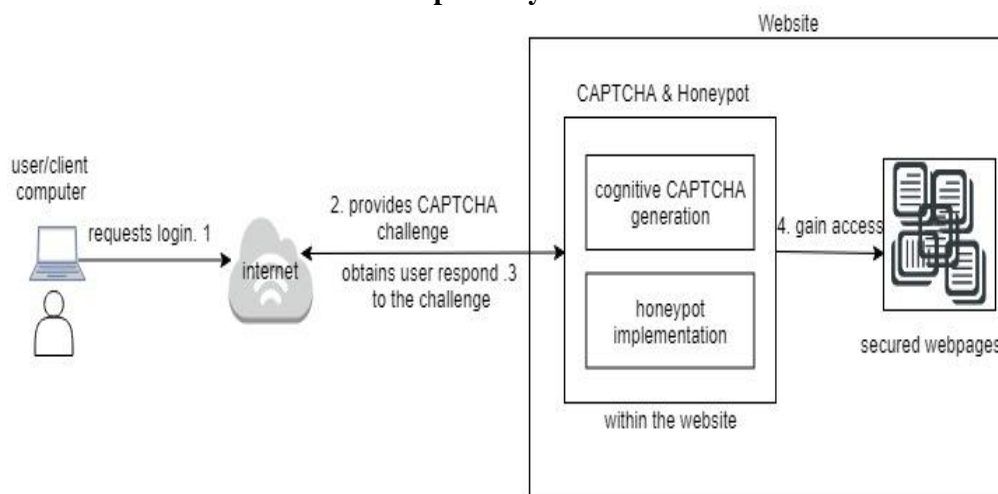 Website
CAPTCHA & Honeypot
user/client
computer
requests login. 1
internet
2. provides CAPTCHA
challenge
obtains user respond .3
to the challenge
cognitive CAPTCHA
generation
honeypot
implementation
within the website
4. gain access
secured webpages